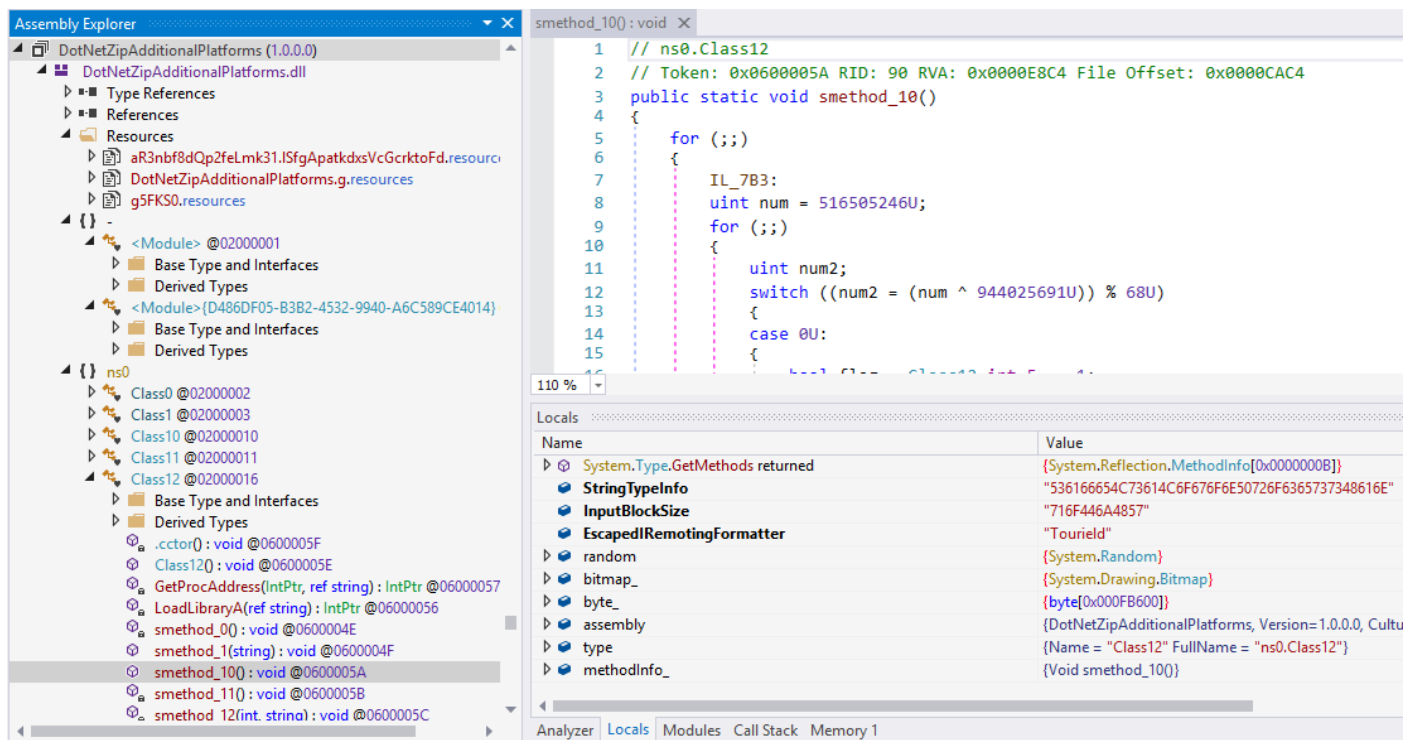 Assembly Explorer
DotNetZipAdditionalPlatforms (1.0.0.0)
DotNetZipAdditionalPlatforms.dll
Type References
References
Resources
aR3nbf8dQp2feLmk31.lSfgApatkdxsVcGcrktoFd.resourc
DotNetZipAdditionalPlatforms.g.resources
g5FKS0.resources
{ } -
<Module> @02000001
Base Type and Interfaces
Derived Types
<Module>{D486DF05-B3B2-4532-9940-A6C589CE4014}
Base Type and Interfaces
Derived Types
{ } ns0
Class0 @02000002
Class1 @02000003
Class10 @02000010
Class11 @02000011
Class12 @02000016
Base Type and Interfaces
Derived Types
.cctor() : void @0600005F
Class12() : void @0600005E
GetProcAddress(IntPtr, ref string) : IntPtr @06000057
LoadLibraryA(ref string) : IntPtr @06000056
smethod_0() : void @0600004E
smethod_1(string) : void @0600004F
smethod_10() : void @0600005A
smethod_11() : void @0600005B
smethod_12(int, string) : void @0600005C
smethod_10() : void
1 // ns0.Class12
2 // Token: 0x0600005A RID: 90 RVA: 0x0000E8C4 File Offset: 0x0000CAC4
3 public static void smethod_10()
4 {
5 for (;;)
6 {
7 IL_7B3:
8 uint num = 516505246U;
9 for (;;)
10 {
11 uint num2;
12 switch ((num2 = (num ^ 944025691U)) % 68U)
13 {
14 case 0U:
15 {
110 %
Locals
Name Value
System.Type.GetMethods returned {System.Reflection.MethodInfo[0x0000000B]}
StringTypeInfo "536166654C73614C6F676F6E50726F6365737348616E"
InputBlockSize "716F446A4857"
EscapedIRemotingFormatter "Tourield"
random {System.Random}
bitmap_ {System.Drawing.Bitmap}
byte_ {byte[0x000FB600]}
assembly {DotNetZipAdditionalPlatforms, Version=1.0.0.0, Cultu
type {Name = "Class12" FullName = "ns0.Class12"}
methodInfo_ {Void smethod_10()}
Analyzer Locals Modules Call Stack Memory 1